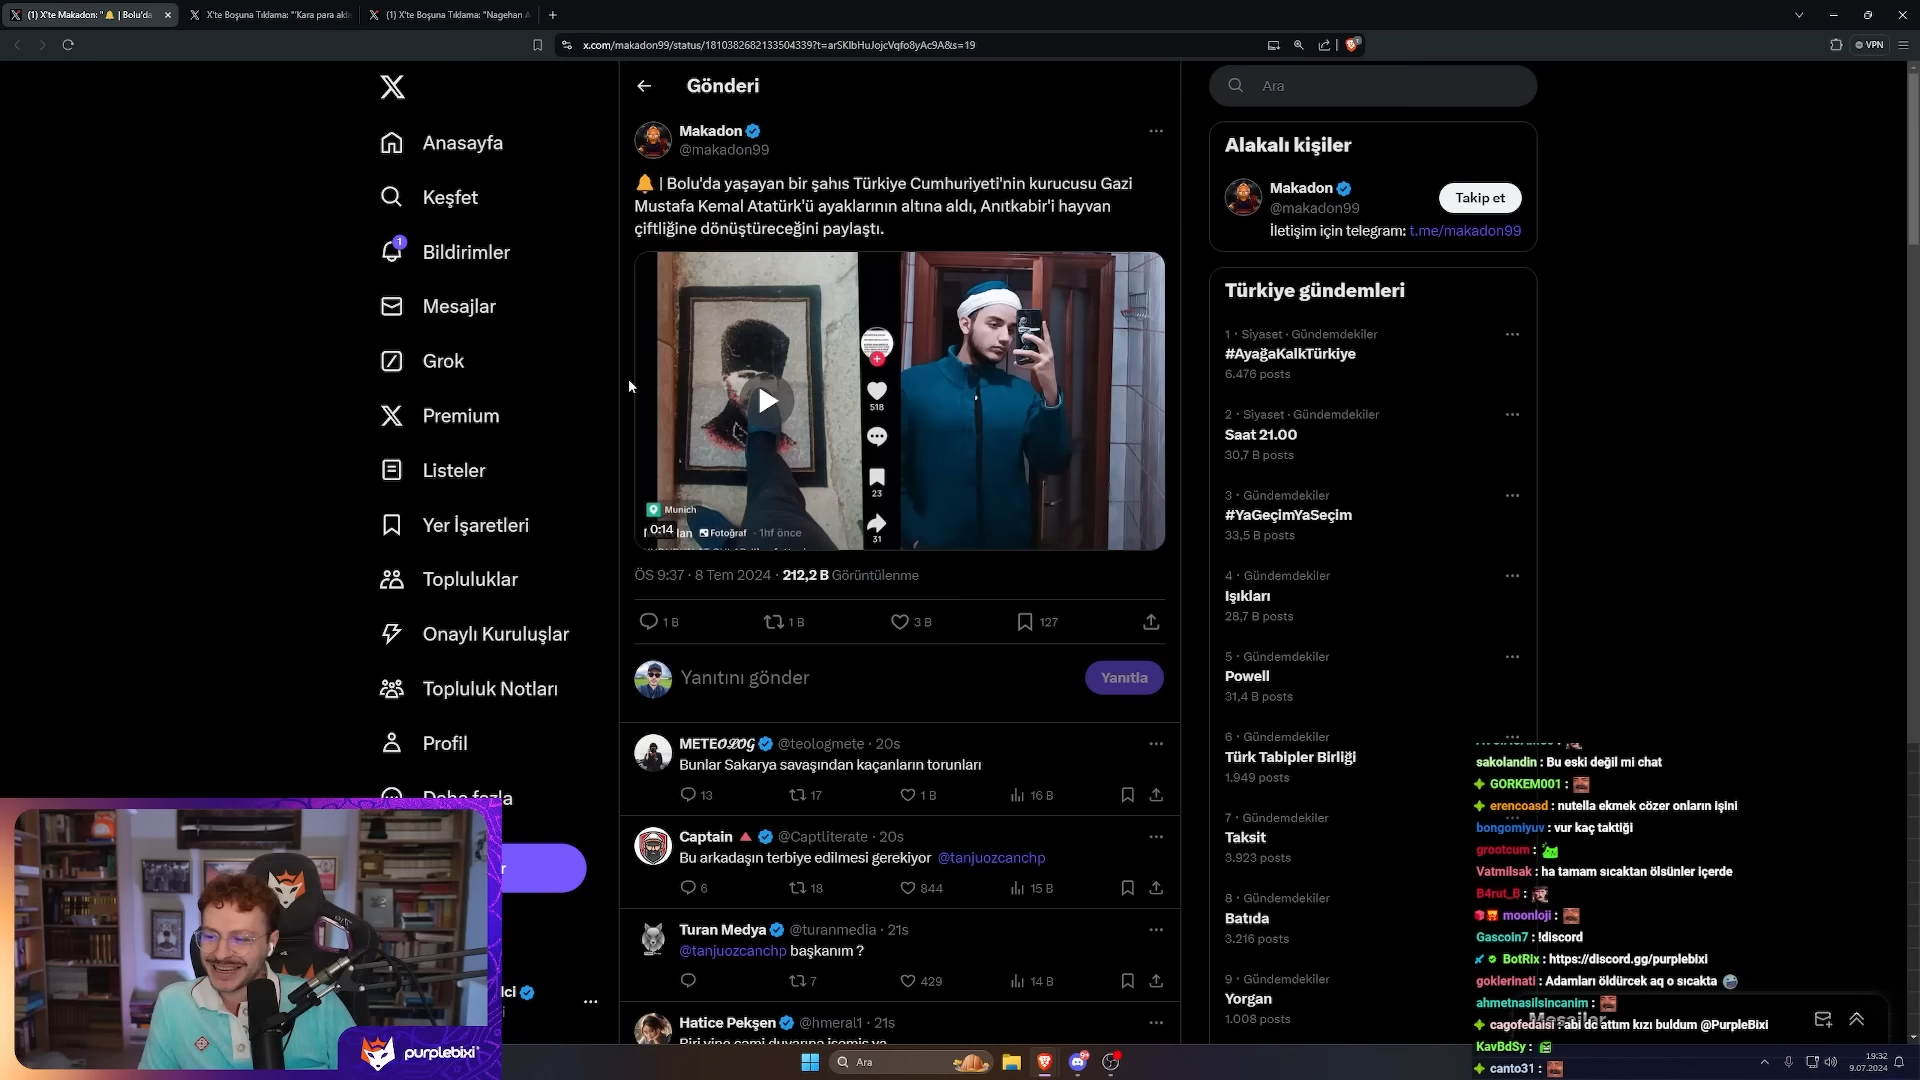 (1) X'te Makadon: "🔔 | Bolu'da
X'te Boşuna Tıklama: "'Kara para akla
(1) X'te Boşuna Tıklama: "Nagehan A
x.com/makadon99/status/1810382682133504339?t=arSKIbHuJojcVqfo8yAc9A&s=19
VPN
Anasayfa
Keşfet
1
Bildirimler
Mesajlar
Grok
Premium
Listeler
Yer İşaretleri
Topluluklar
Onaylı Kuruluşlar
Topluluk Notları
Profil
Daha fazla
Gönderi
Makadon
@makadon99
🔔 | Bolu'da yaşayan bir şahıs Türkiye Cumhuriyeti'nin kurucusu Gazi
Mustafa Kemal Atatürk'ü ayaklarının altına aldı, Anıtkabir'i hayvan
çiftliğine dönüştüreceğini paylaştı.
518
23
31
Munich
0:14
lan Fotoğraf · 1hf önce
ÖS 9:37 · 8 Tem 2024 · 212,2 B Görüntülenme
1 B 1 B 3 B 127
Yanıtını gönder
Yanıtla
METEOLOG @teologmete · 20s
Bunlar Sakarya savaşından kaçanların torunları
13 17 1 B 16 B
Captain 🔺 @Captliterate · 20s
Bu arkadaşın terbiye edilmesi gerekiyor @tanjuozcanchp
6 18 844 15 B
Turan Medya @turanmedia · 21s
@tanjuozcanchp başkanım ?
7 429 14 B
Hatice Pekşen @hmeral1 · 21s
Ara
Alakalı kişiler
Makadon
@makadon99
Takip et
İletişim için telegram: t.me/makadon99
Türkiye gündemleri
1 · Siyaset · Gündemdekiler
#AyağaKalkTürkiye
6.476 posts
2 · Siyaset · Gündemdekiler
Saat 21.00
30,7 B posts
3 · Gündemdekiler
#YaGeçimYaSeçim
33,5 B posts
4 · Gündemdekiler
Işıkları
28,7 B posts
5 · Gündemdekiler
Powell
31,4 B posts
6 · Gündemdekiler
Türk Tabipler Birliği
1.949 posts
7 · Gündemdekiler
Taksit
3.923 posts
8 · Gündemdekiler
Batıda
3.216 posts
9 · Gündemdekiler
Yorgan
1.008 posts
sakolandin : Bu eski değil mi chat
GORKEM001 :
erencoasd : nutella ekmek cözer onların işini
bongomiyuv : vur kaç taktiği
grootcum :
Vatmilsak : ha tamam sıcaktan ölsünler içerde
B4rut_B :
moonloji :
Gascoin7 : !discord
BotRix : https://discord.gg/purplebixi
goklerinati : Adamları öldürcek aq o sıcakta
ahmetnasilsincanim :
Mesajlar
cagofedaisi : abi dc attım kızı buldum @PurpleBixi
KavBdSy :
canto31 :
lci
purplebixi
Ara
19:32
9.07.2024